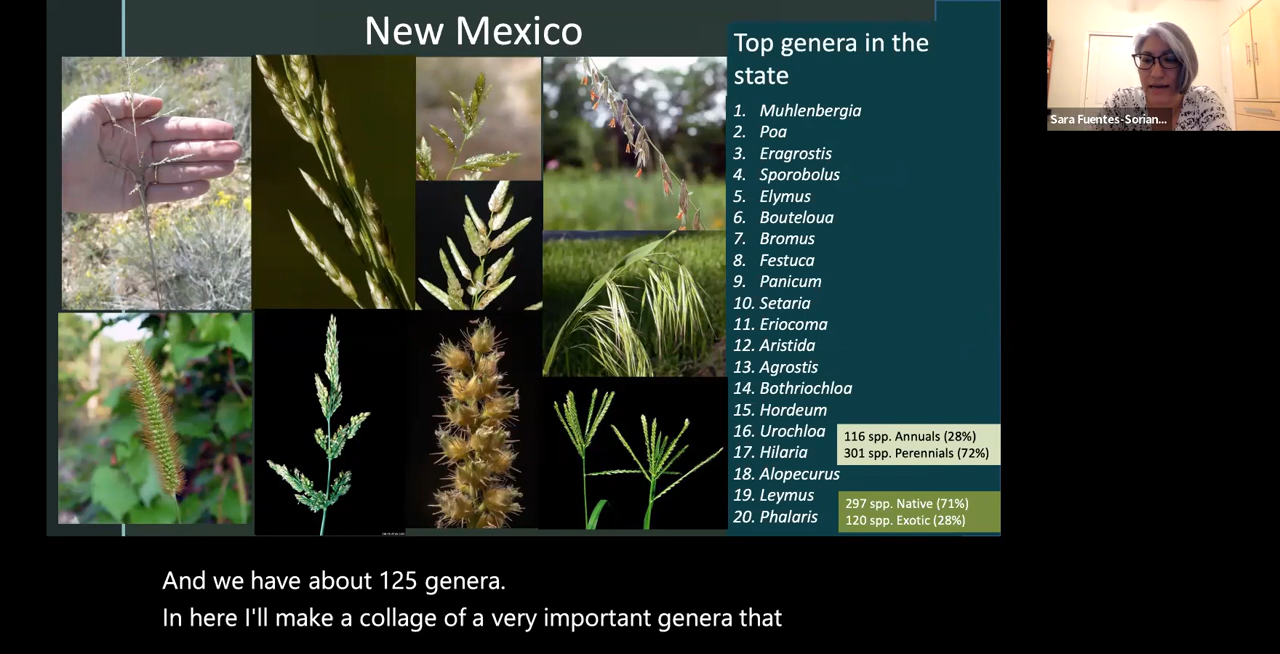 New Mexico
Top genera in the
state
1. Muhlenbergia
2. Poa
3. Eragrostis
4. Sporobolus
5. Elymus
6. Bouteloua
7. Bromus
8. Festuca
9. Panicum
10. Setaria
11. Eriocoma
12. Aristida
13. Agrostis
14. Bothriochloa
15. Hordeum
16. Urochloa
17. Hilaria
18. Alopecurus
19. Leymus
20. Phalaris
116 spp. Annuals (28%)
301 spp. Perennials (72%)
297 spp. Native (71%)
120 spp. Exotic (28%)
Sara Fuentes-Sorian...
And we have about 125 genera.
In here I'll make a collage of a very important genera that